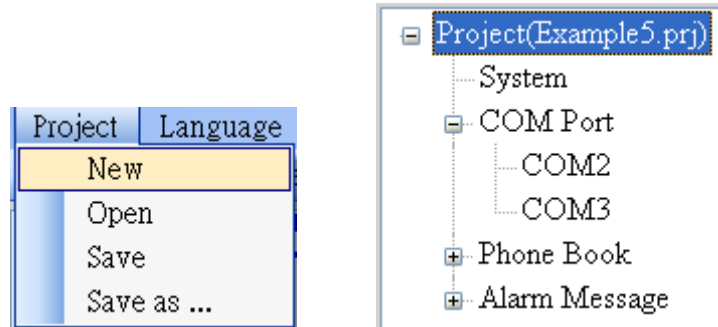 Project Language
New
Open
Save
Save as ...
Project(Example5.prj)
System
COM Port
COM2
COM3
Phone Book
Alarm Message